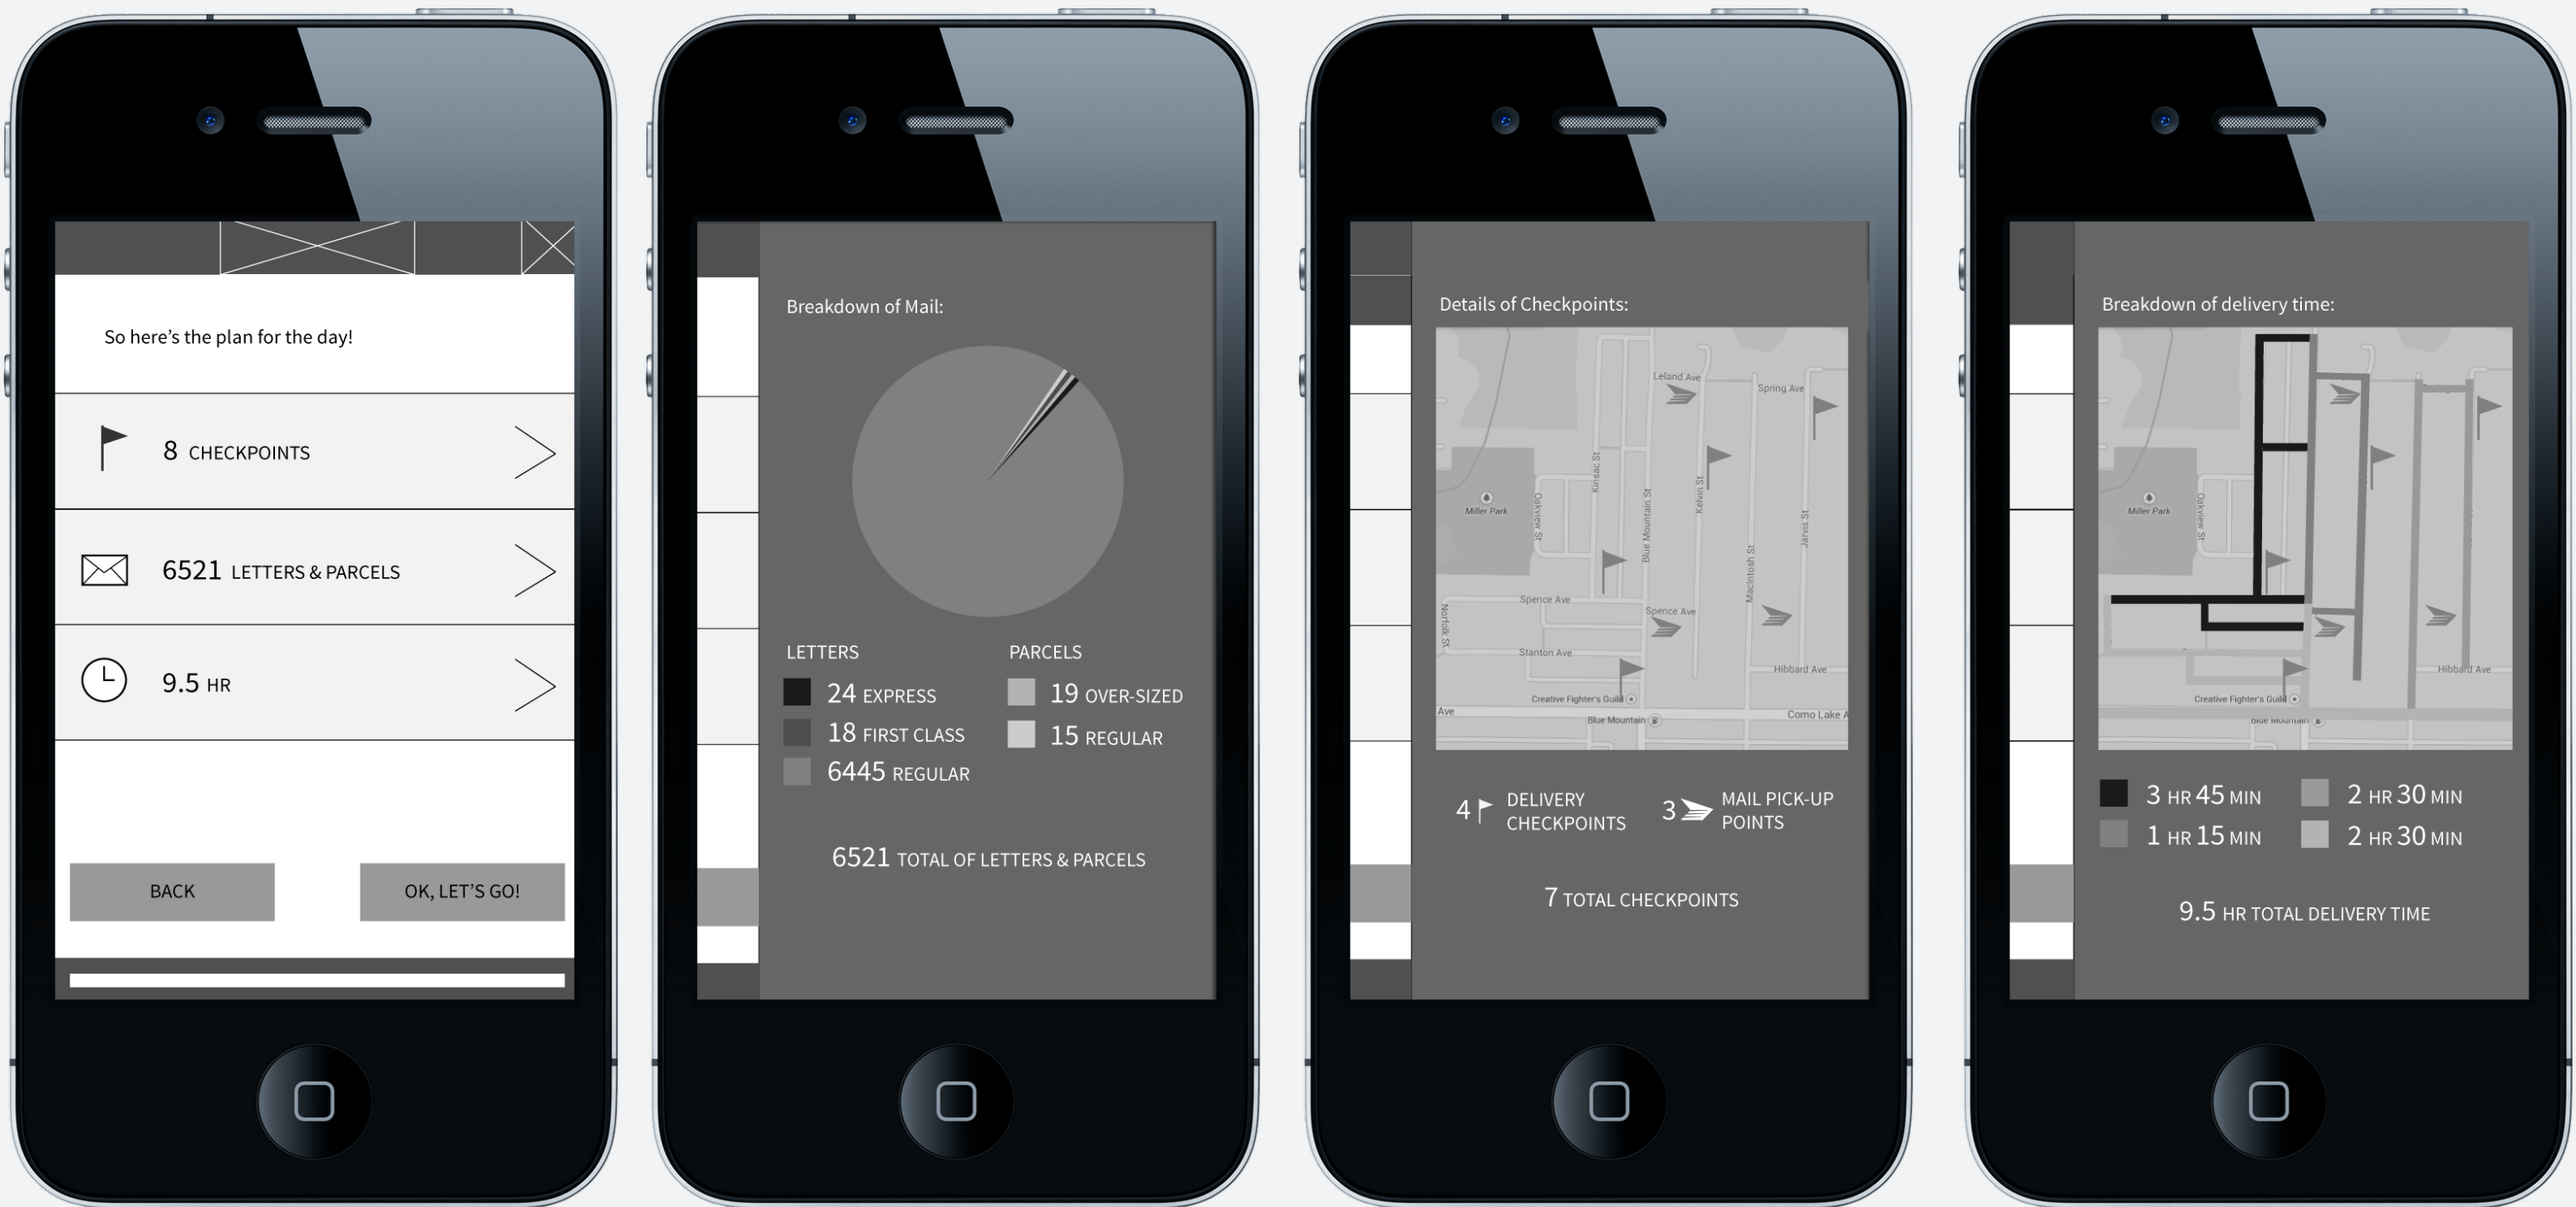 So here's the plan for the day!
8 CHECKPOINTS
6521 LETTERS & PARCELS
9.5 HR
BACK
OK, LET'S GO!
Breakdown of Mail:
LETTERS
24 EXPRESS
18 FIRST CLASS
6445 REGULAR
PARCELS
19 OVER-SIZED
15 REGULAR
6521 TOTAL OF LETTERS & PARCELS
Details of Checkpoints:
Leland Ave
Spring Ave
Kinsac St
Miller Park
Oakview St
Blue Mountain St
Kelvin St
Jarvis St
MacIntosh St
Spence Ave
Spence Ave
Norfolk St
Stanton Ave
Hibbard Ave
Creative Fighter's Guild
Ave
Blue Mountain
Como Lake A
4 DELIVERY
CHECKPOINTS
3 MAIL PICK-UP
POINTS
7 TOTAL CHECKPOINTS
Breakdown of delivery time:
Miller Park
Oakview St
Hibbard Ave
Creative Fighter's Guild
Blue Mountain
3 HR 45 MIN
2 HR 30 MIN
1 HR 15 MIN
2 HR 30 MIN
9.5 HR TOTAL DELIVERY TIME